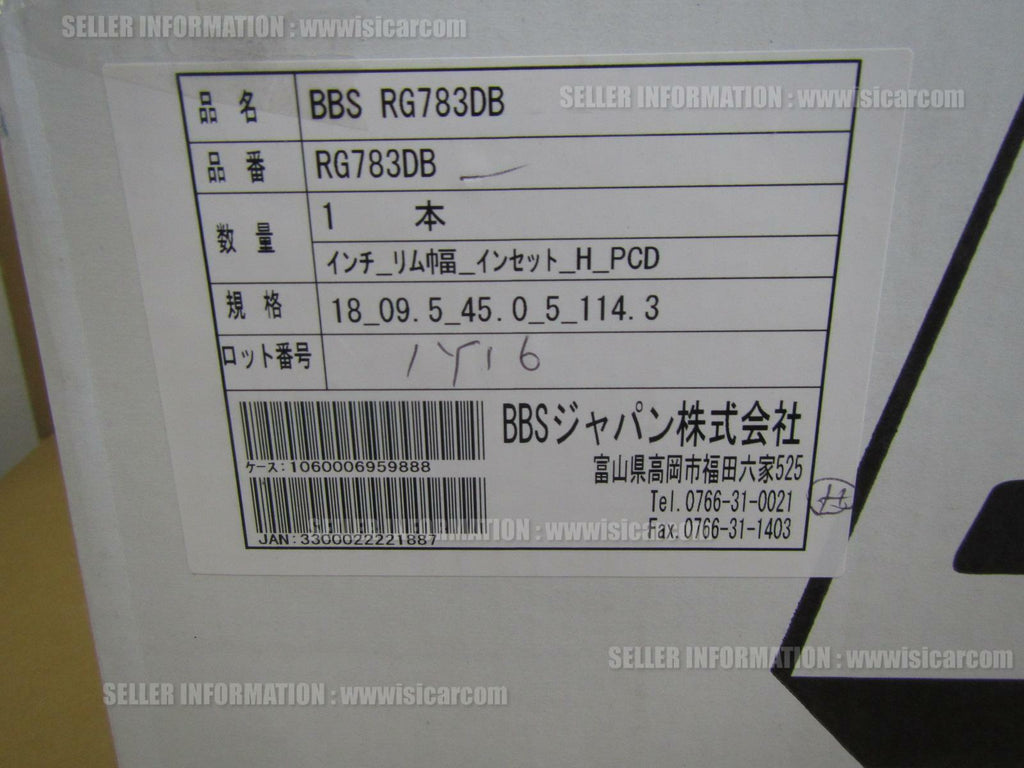 SELLER INFORMATION : wwwisicarcom
SELLER INFORMATION : wwwisicarcom
品名 BBS RG783DB
品番 RG783DB
数量 1 本
インチ_リム巾畐_インセット_H_PCD
規格 18_09.5_45.0_5_114.3
ロット番号 1Y16
BBSジャパン株式会社
ケース:1060006959888
富山県高岡市福田六家525
Tel.0766-31-0021
SELLER INFORMATION : wwwisicarcom
Fax.0766-31-1403
JAN:3300022221887
SELLER INFORMATION : wwwisicarcom
SELLER INFORMATION : wwwisicarcom